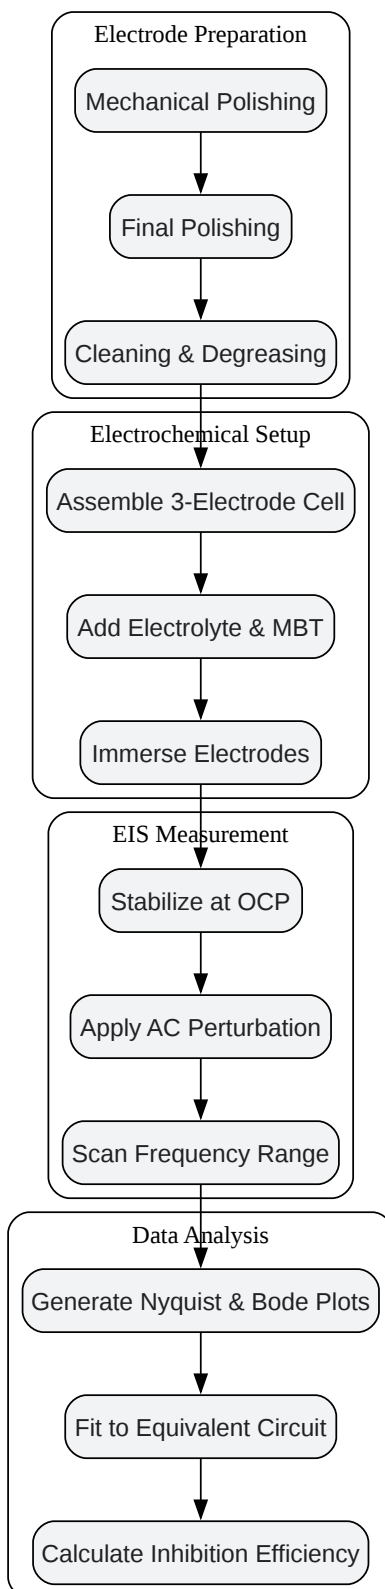 Electrode Preparation
Mechanical Polishing
Final Polishing
Cleaning & Degreasing
Electrochemical Setup
Assemble 3-Electrode Cell
Add Electrolyte & MBT
Immerse Electrodes
EIS Measurement
Stabilize at OCP
Apply AC Perturbation
Scan Frequency Range
Data Analysis
Generate Nyquist & Bode Plots
Fit to Equivalent Circuit
Calculate Inhibition Efficiency